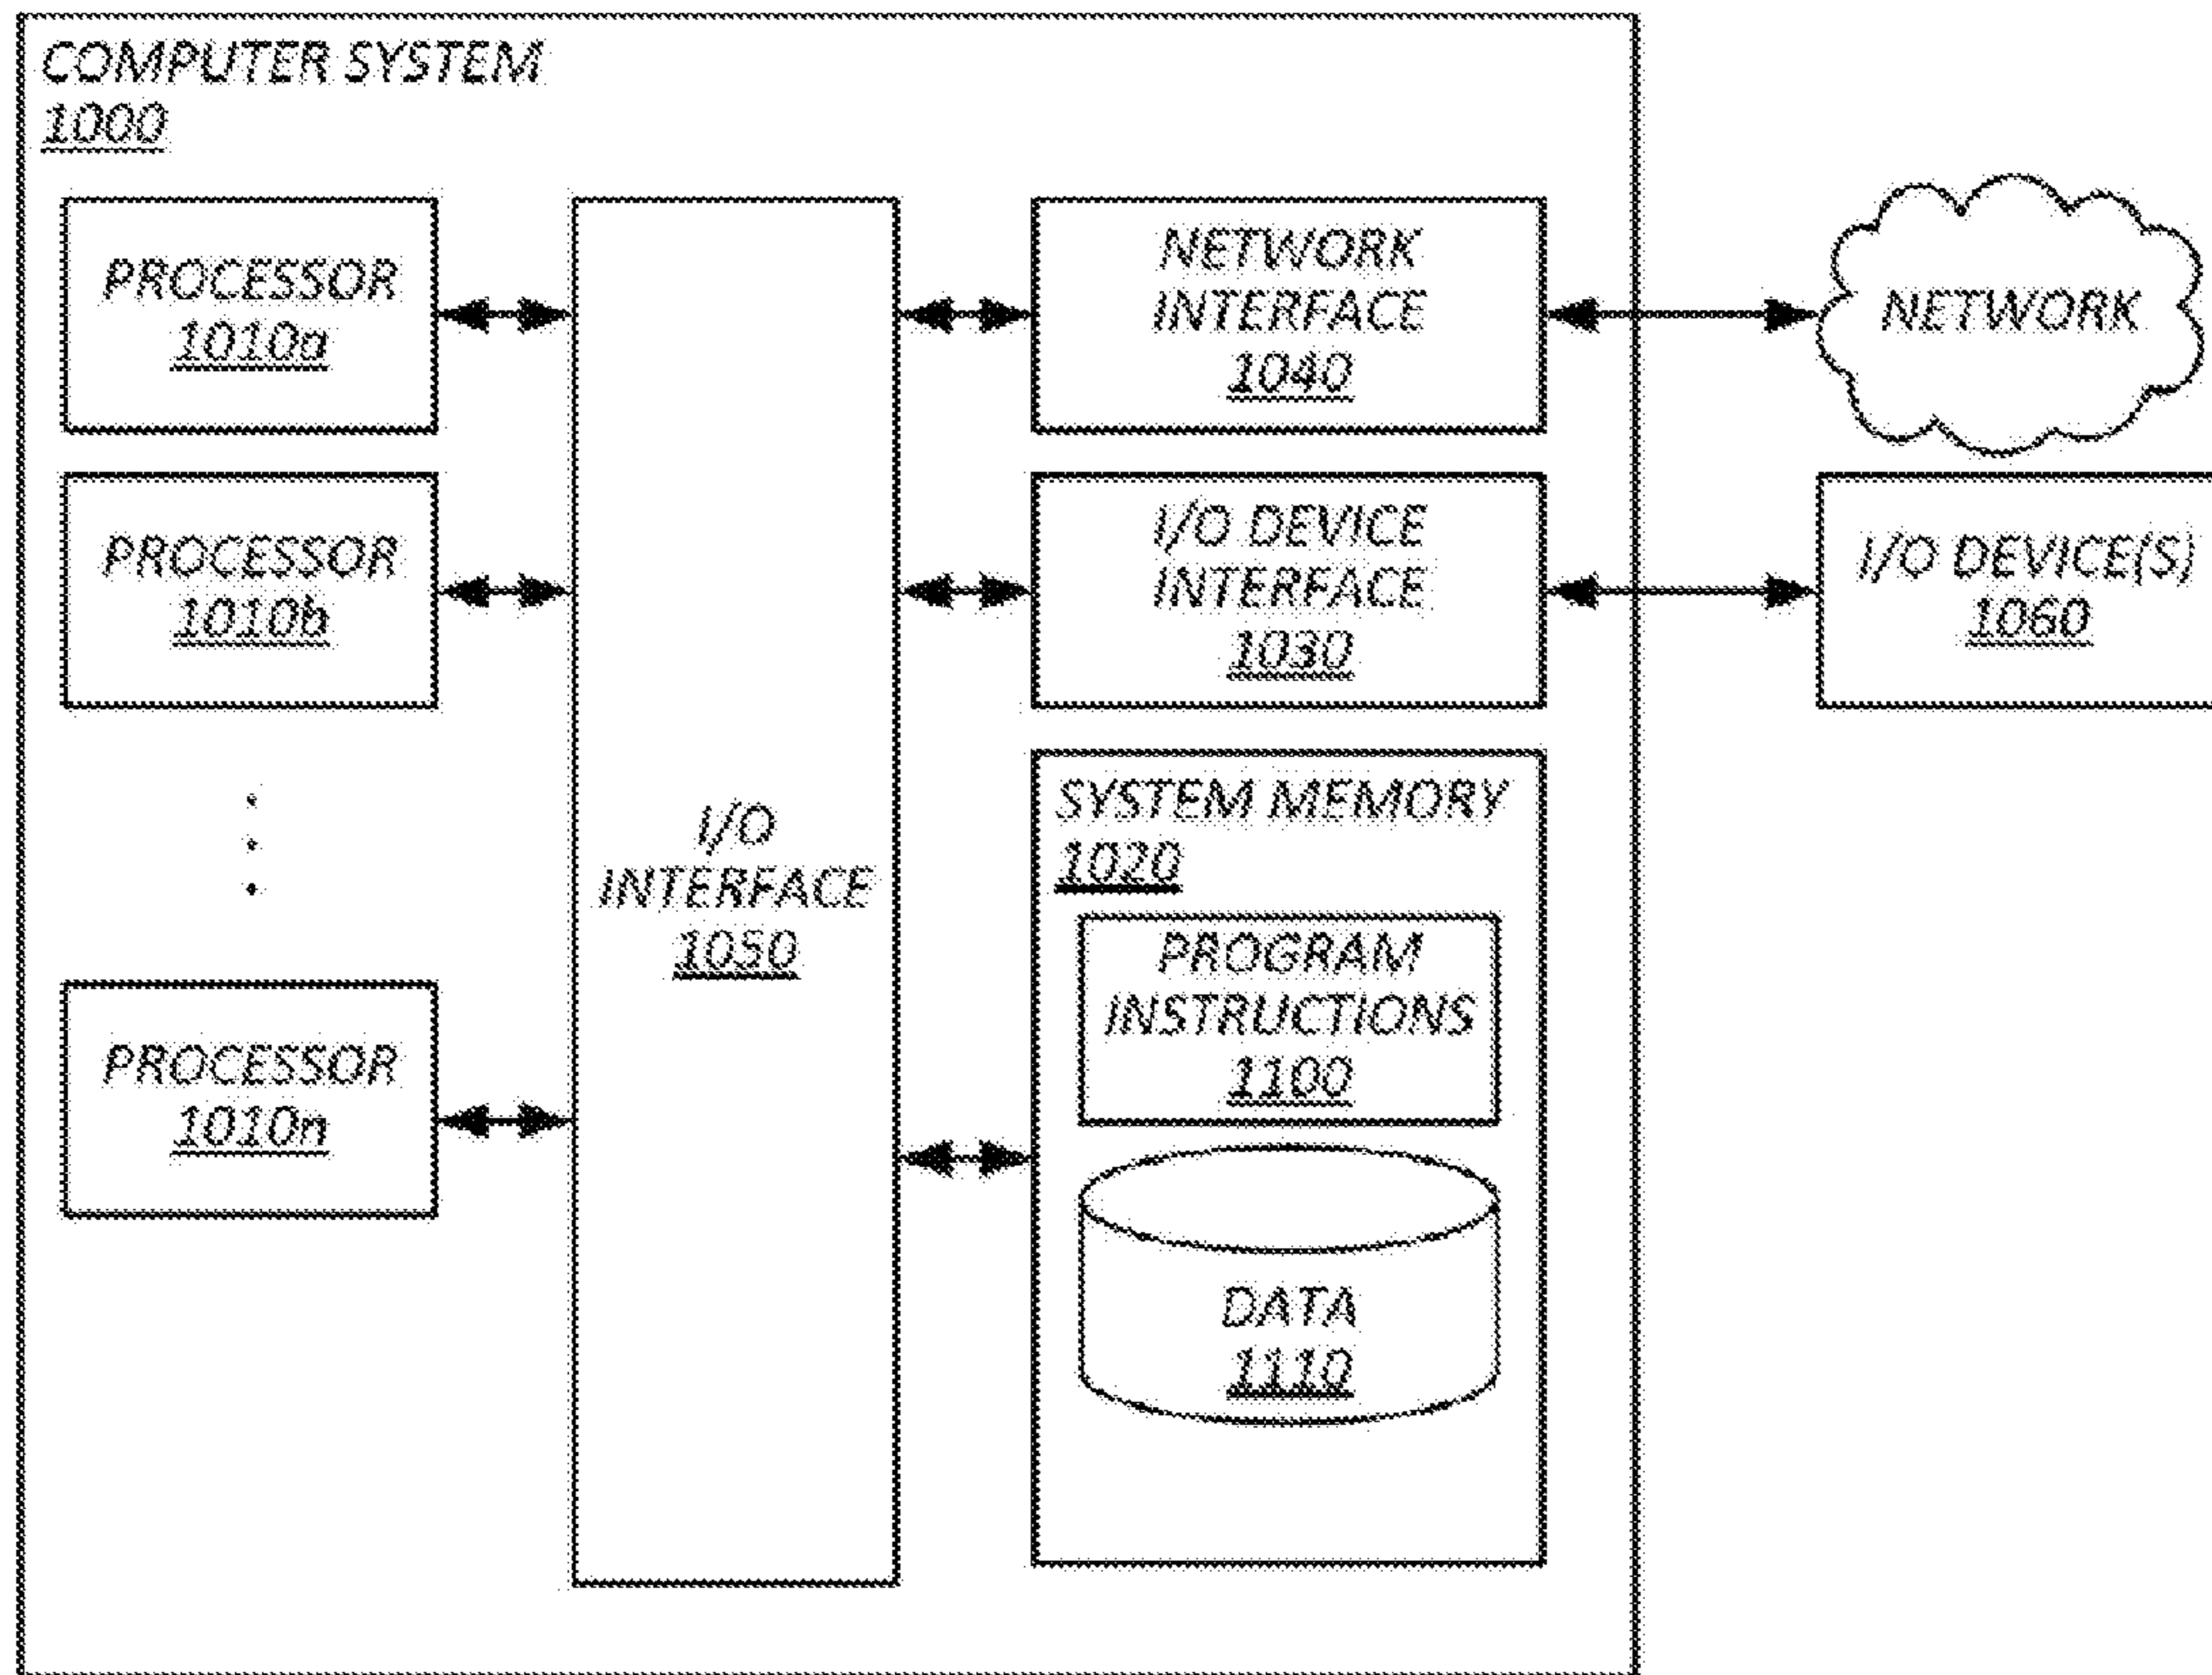 COMPUTER SYSTEM
1000
PROCESSOR
1010a
PROCESSOR
1010b
PROCESSOR
1010n
I/O
INTERFACE
1050
NETWORK
INTERFACE
1040
I/O DEVICE
INTERFACE
1030
SYSTEM MEMORY
1020
PROGRAM
INSTRUCTIONS
1100
DATA
1110
NETWORK
I/O DEVICE(S)
1060